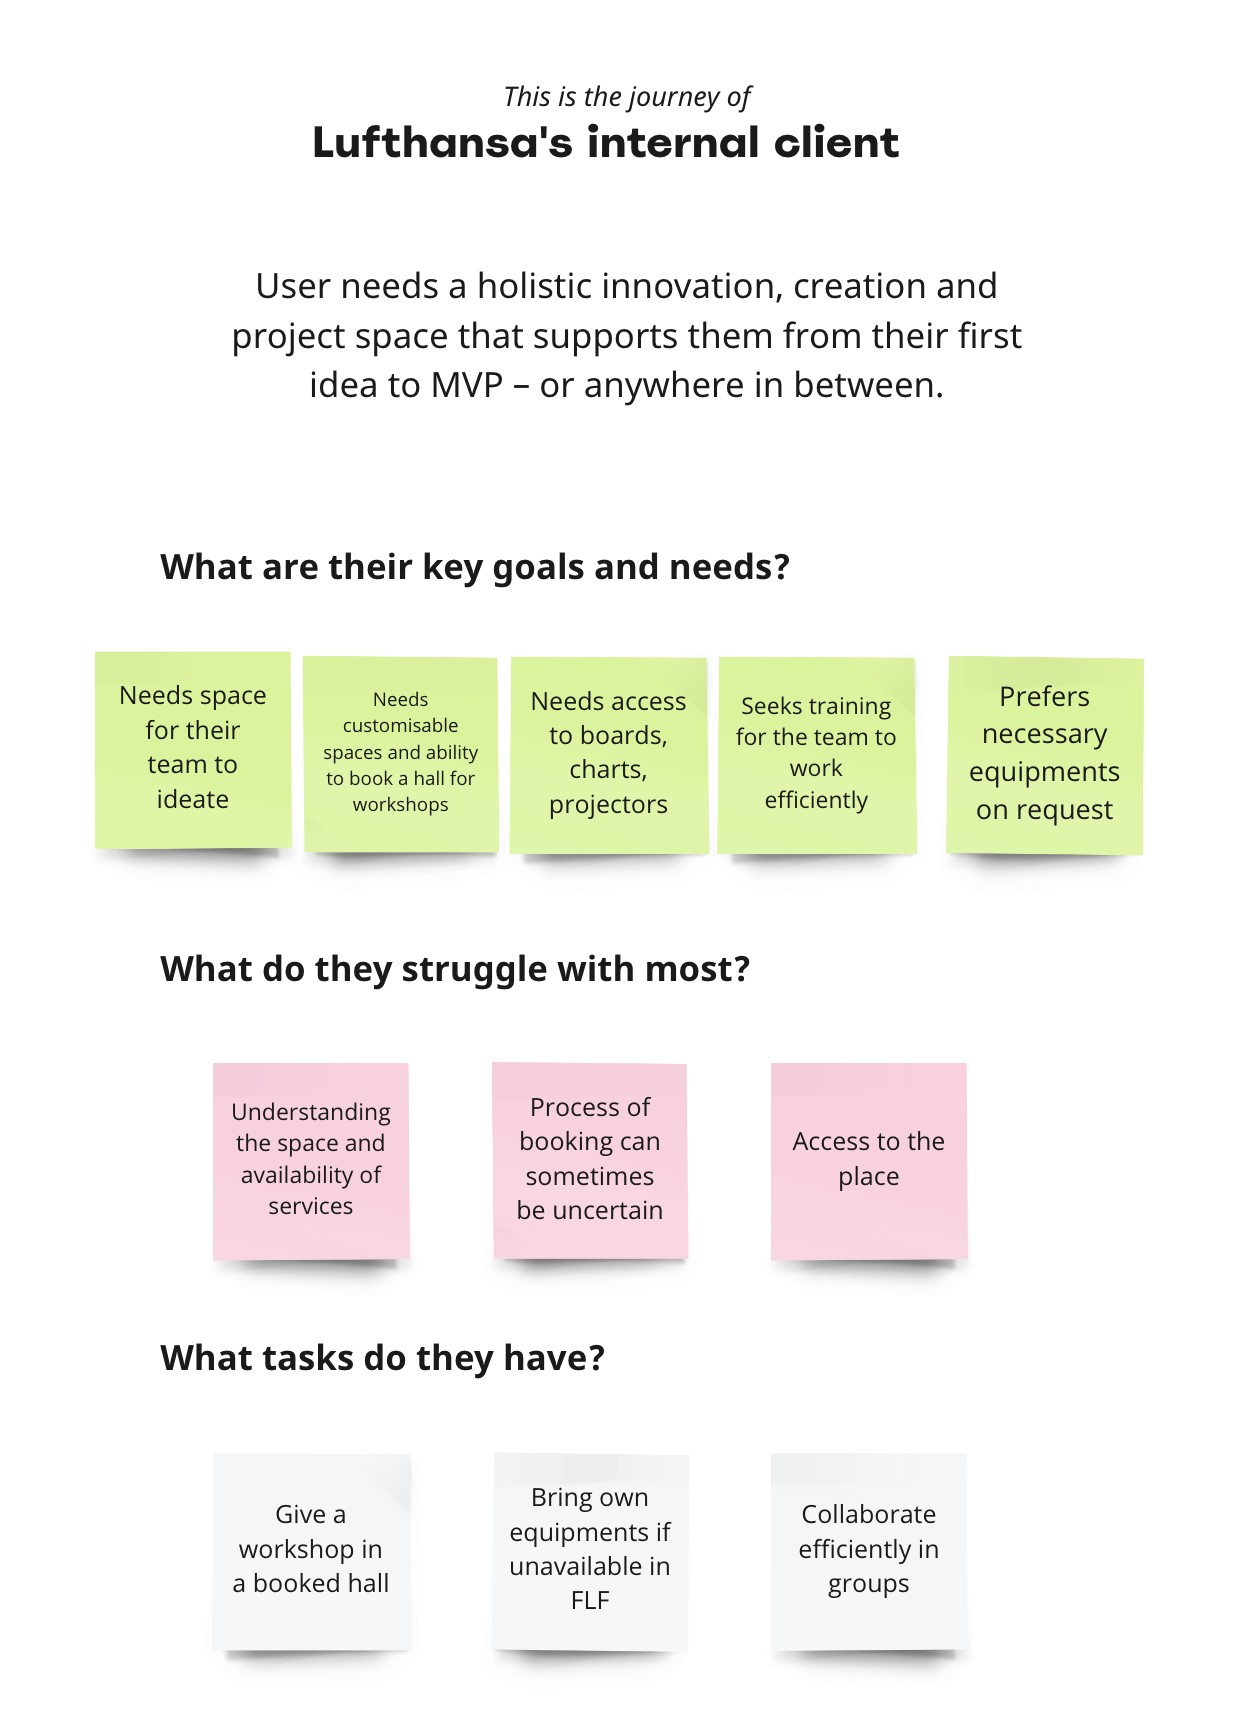 This is the journey of
Lufthansa's internal client
User needs a holistic innovation, creation and
project space that supports them from their first
idea to MVP – or anywhere in between.
What are their key goals and needs?
Needs space
for their
team to
ideate
Needs
customisable
spaces and ability
to book a hall for
workshops
Needs access
to boards,
charts,
projectors
Seeks training
for the team to
work
efficiently
Prefers
necessary
equipments
on request
What do they struggle with most?
Understanding
the space and
availability of
services
Process of
booking can
sometimes
be uncertain
Access to the
place
What tasks do they have?
Give a
workshop in
a booked hall
Bring own
equipments if
unavailable in
FLF
Collaborate
efficiently in
groups